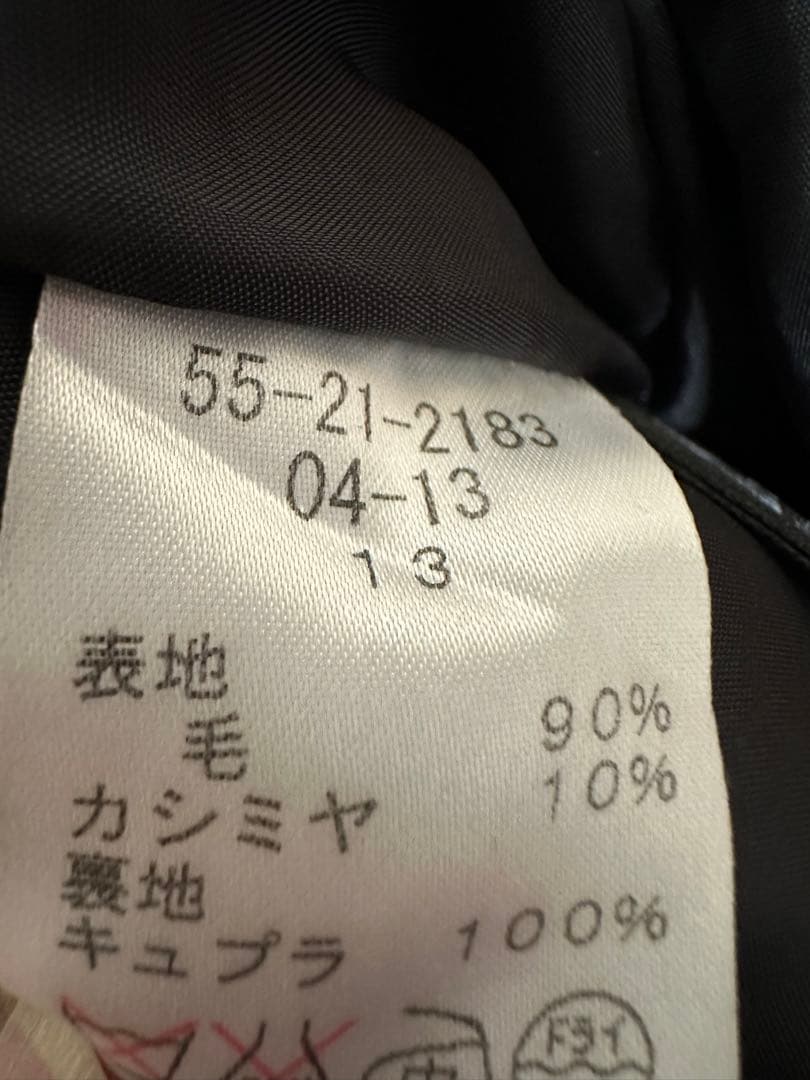 55-21-2183
04-13
13
表地
毛 90%
カシミヤ 10%
裏地
キュプラ 100%
中 ドライ